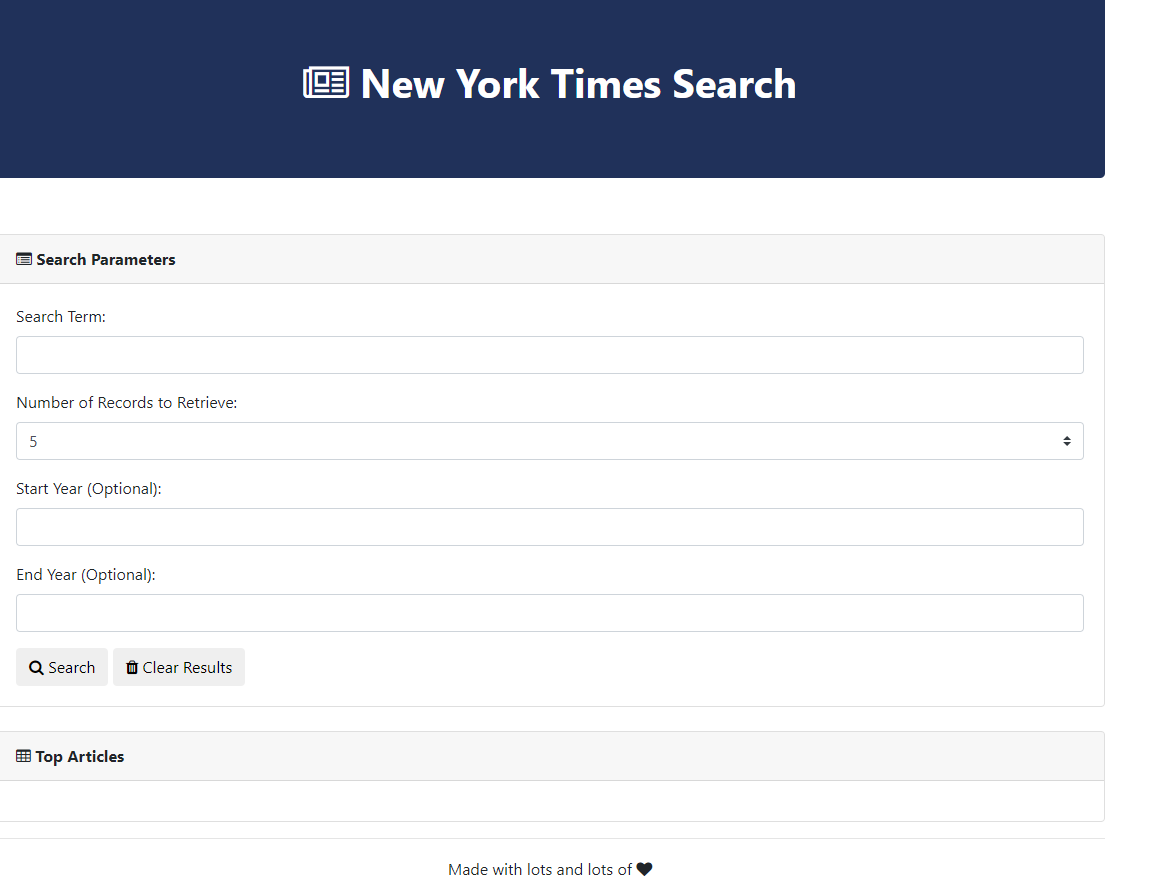 New York Times Search
Search Parameters
Search Term:
Number of Records to Retrieve:
5
Start Year (Optional):
End Year (Optional):
Search
Clear Results
Top Articles
Made with lots and lots of